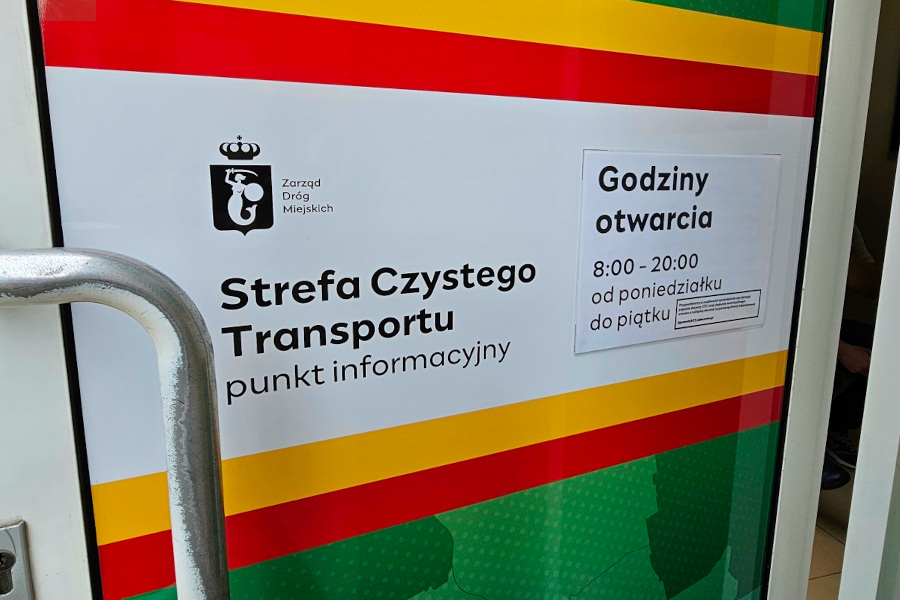 Zarząd
Dróg
Miejskich
Strefa Czystego
Transportu
punkt informacyjny
Godziny
otwarcia
8:00 – 20:00
od poniedziałku
do piątku